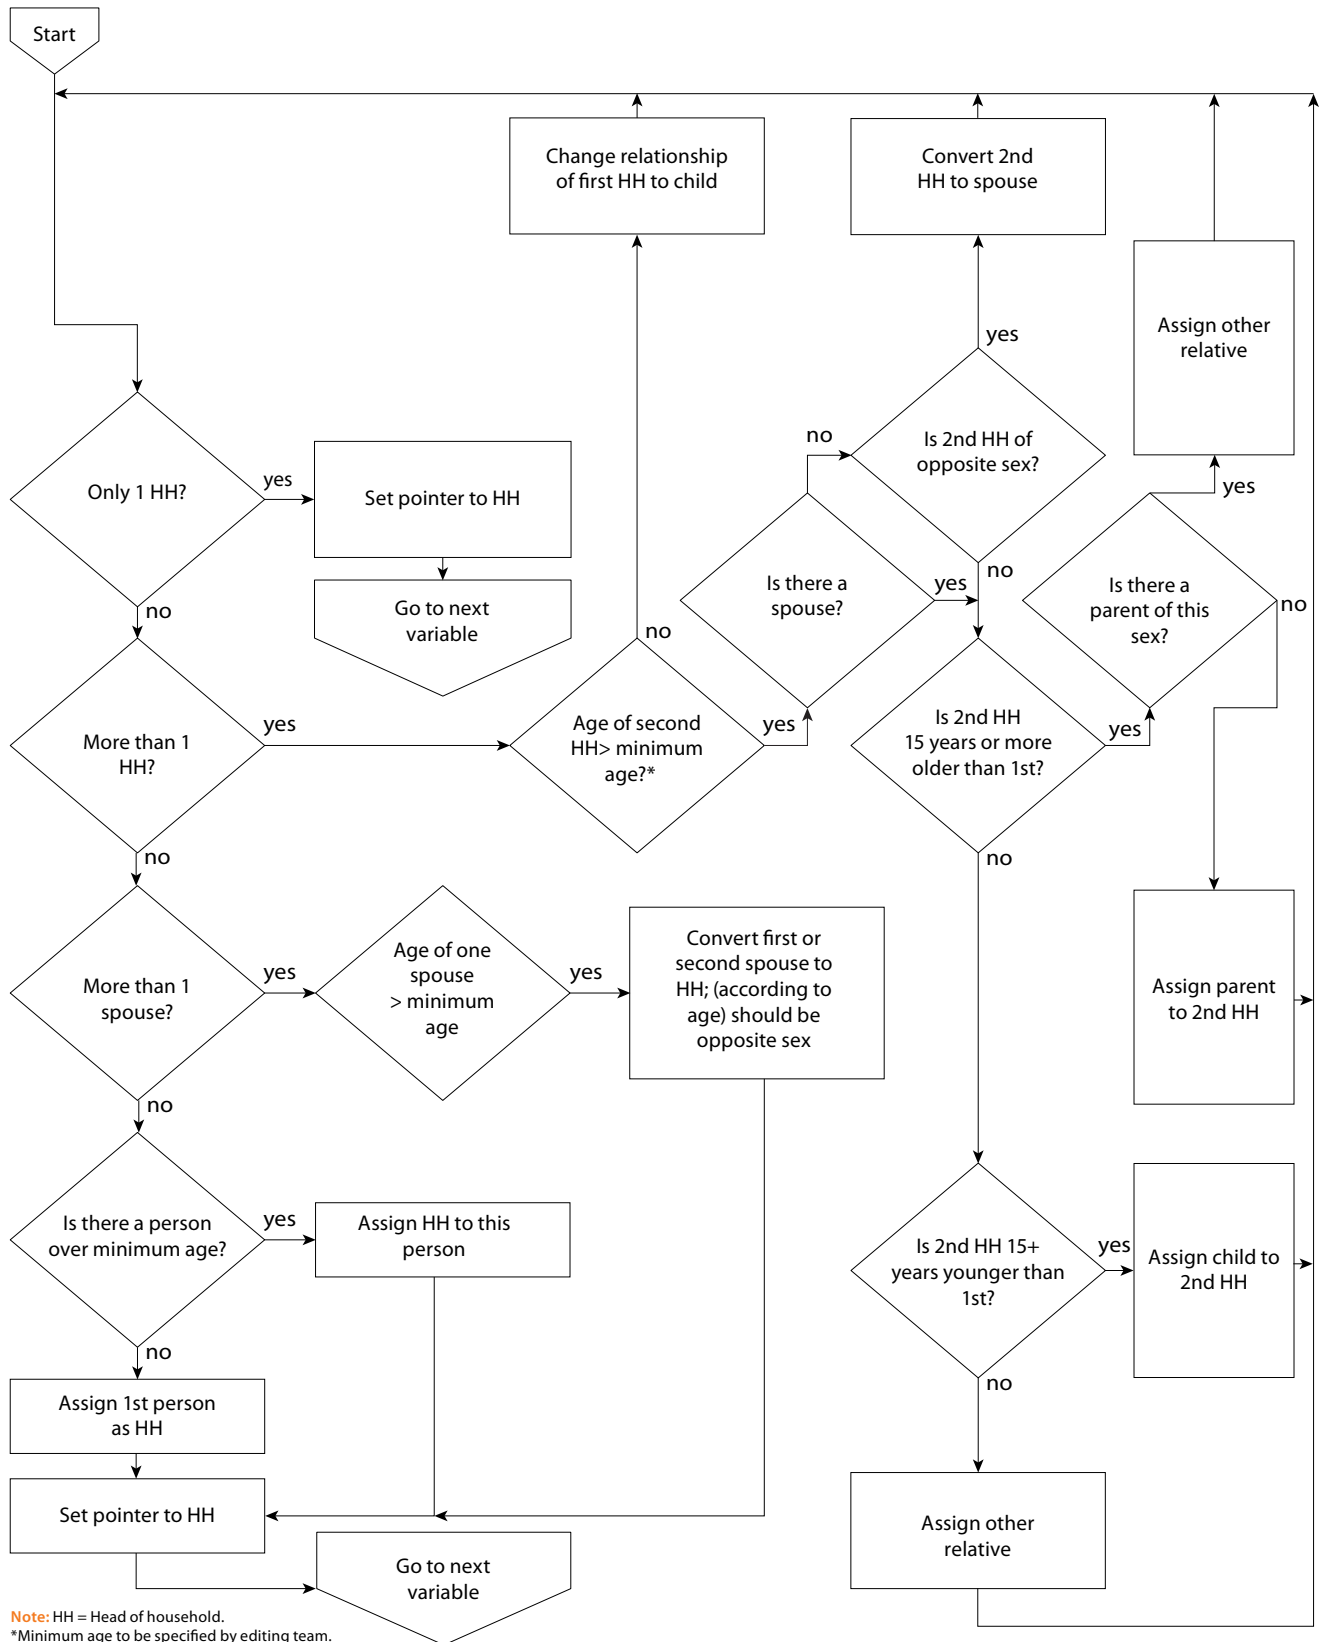 Start
Change relationship
of first HH to child
Convert 2nd
HH to spouse
Assign other
relative
yes
Is 2nd HH of
opposite sex?
no
Only 1 HH?
yes
Set pointer to HH
Go to next
variable
no
Is there a
spouse?
yes
no
Is there a
parent of this
sex?
yes
no
More than 1
HH?
yes
Age of second
HH> minimum
age?*
no
yes
Is 2nd HH
15 years or more
older than 1st?
yes
no
no
More than 1
spouse?
yes
Age of one
spouse
> minimum
age
yes
Convert first or
second spouse to
HH; (according to
age) should be
opposite sex
Assign parent
to 2nd HH
no
Is there a person
over minimum age?
yes
Assign HH to this
person
Is 2nd HH 15+
years younger than
1st?
yes
Assign child to
2nd HH
no
no
Assign 1st person
as HH
Set pointer to HH
Go to next
variable
Assign other
relative
Note: HH = Head of household.
*Minimum age to be specified by editing team.